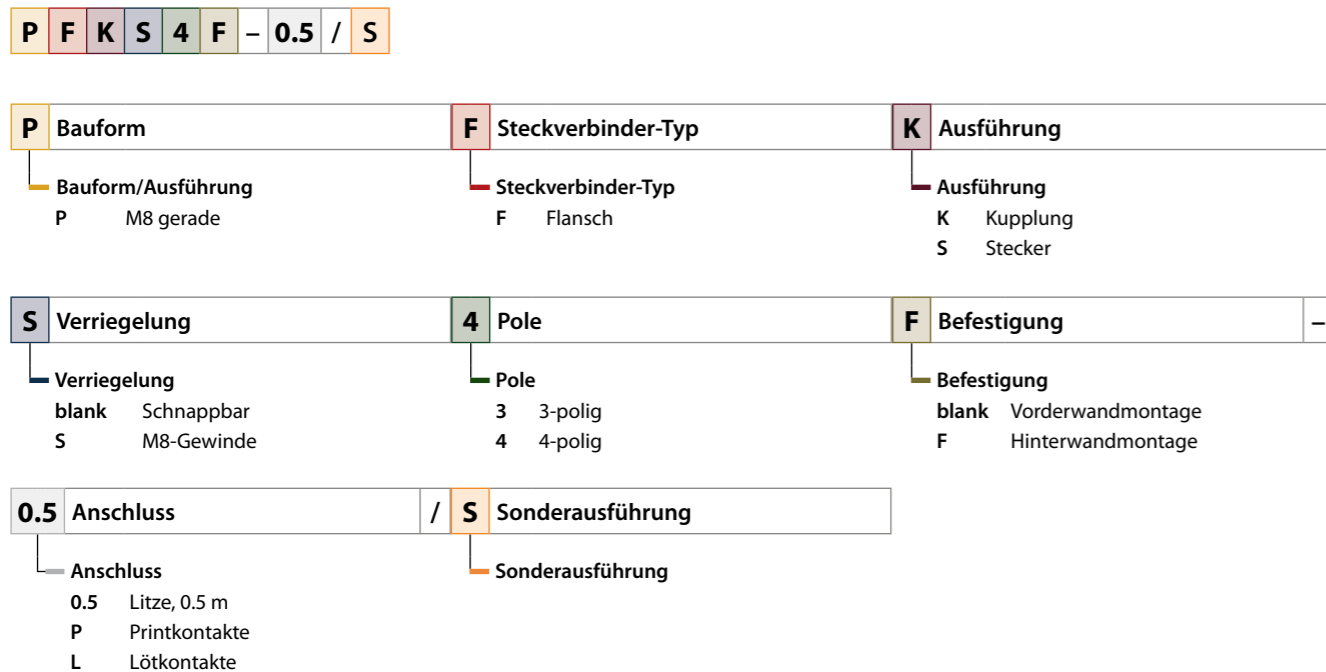 P F K S 4 F – 0.5 / S
P Bauform F Steckverbinder-Typ K Ausführung
Bauform/Ausführung
P M8 gerade
Steckverbinder-Typ
F Flansch
Ausführung
K Kupplung
S Stecker
S Verriegelung 4 Pole F Befestigung –
Verriegelung
blank Schnappbar
S M8-Gewinde
Pole
3 3-polig
4 4-polig
Befestigung
blank Vorderwandmontage
F Hinterwandmontage
0.5 Anschluss / S Sonderausführung
Anschluss
0.5 Litze, 0.5 m
P Printkontakte
L Lötkontakte
Sonderausführung